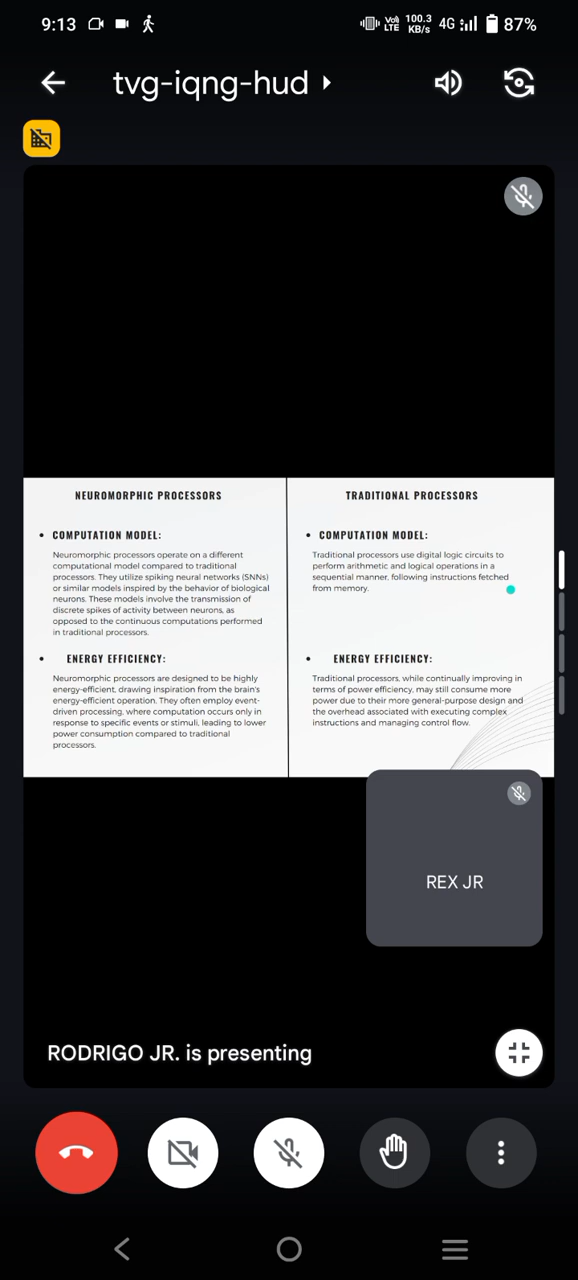 9:13
Vo) LTE
100.3 KB/s
4G
87%
tvg-iqng-hud
NEUROMORPHIC PROCESSORS
• COMPUTATION MODEL:
Neuromorphic processors operate on a different
computational model compared to traditional
processors. They utilize spiking neural networks (SNNs)
or similar models inspired by the behavior of biological
neurons. These models involve the transmission of
discrete spikes of activity between neurons, as
opposed to the continuous computations performed
in traditional processors.
• ENERGY EFFICIENCY:
Neuromorphic processors are designed to be highly
energy-efficient, drawing inspiration from the brain's
energy-efficient operation. They often employ event-
driven processing, where computation occurs only in
response to specific events or stimuli, leading to lower
power consumption compared to traditional
processors.
TRADITIONAL PROCESSORS
• COMPUTATION MODEL:
Traditional processors use digital logic circuits to
perform arithmetic and logical operations in a
sequential manner, following instructions fetched
from memory.
• ENERGY EFFICIENCY:
Traditional processors, while continually improving in
terms of power efficiency, may still consume more
power due to their more general-purpose design and
the overhead associated with executing complex
instructions and managing control flow.
REX JR
RODRIGO JR. is presenting